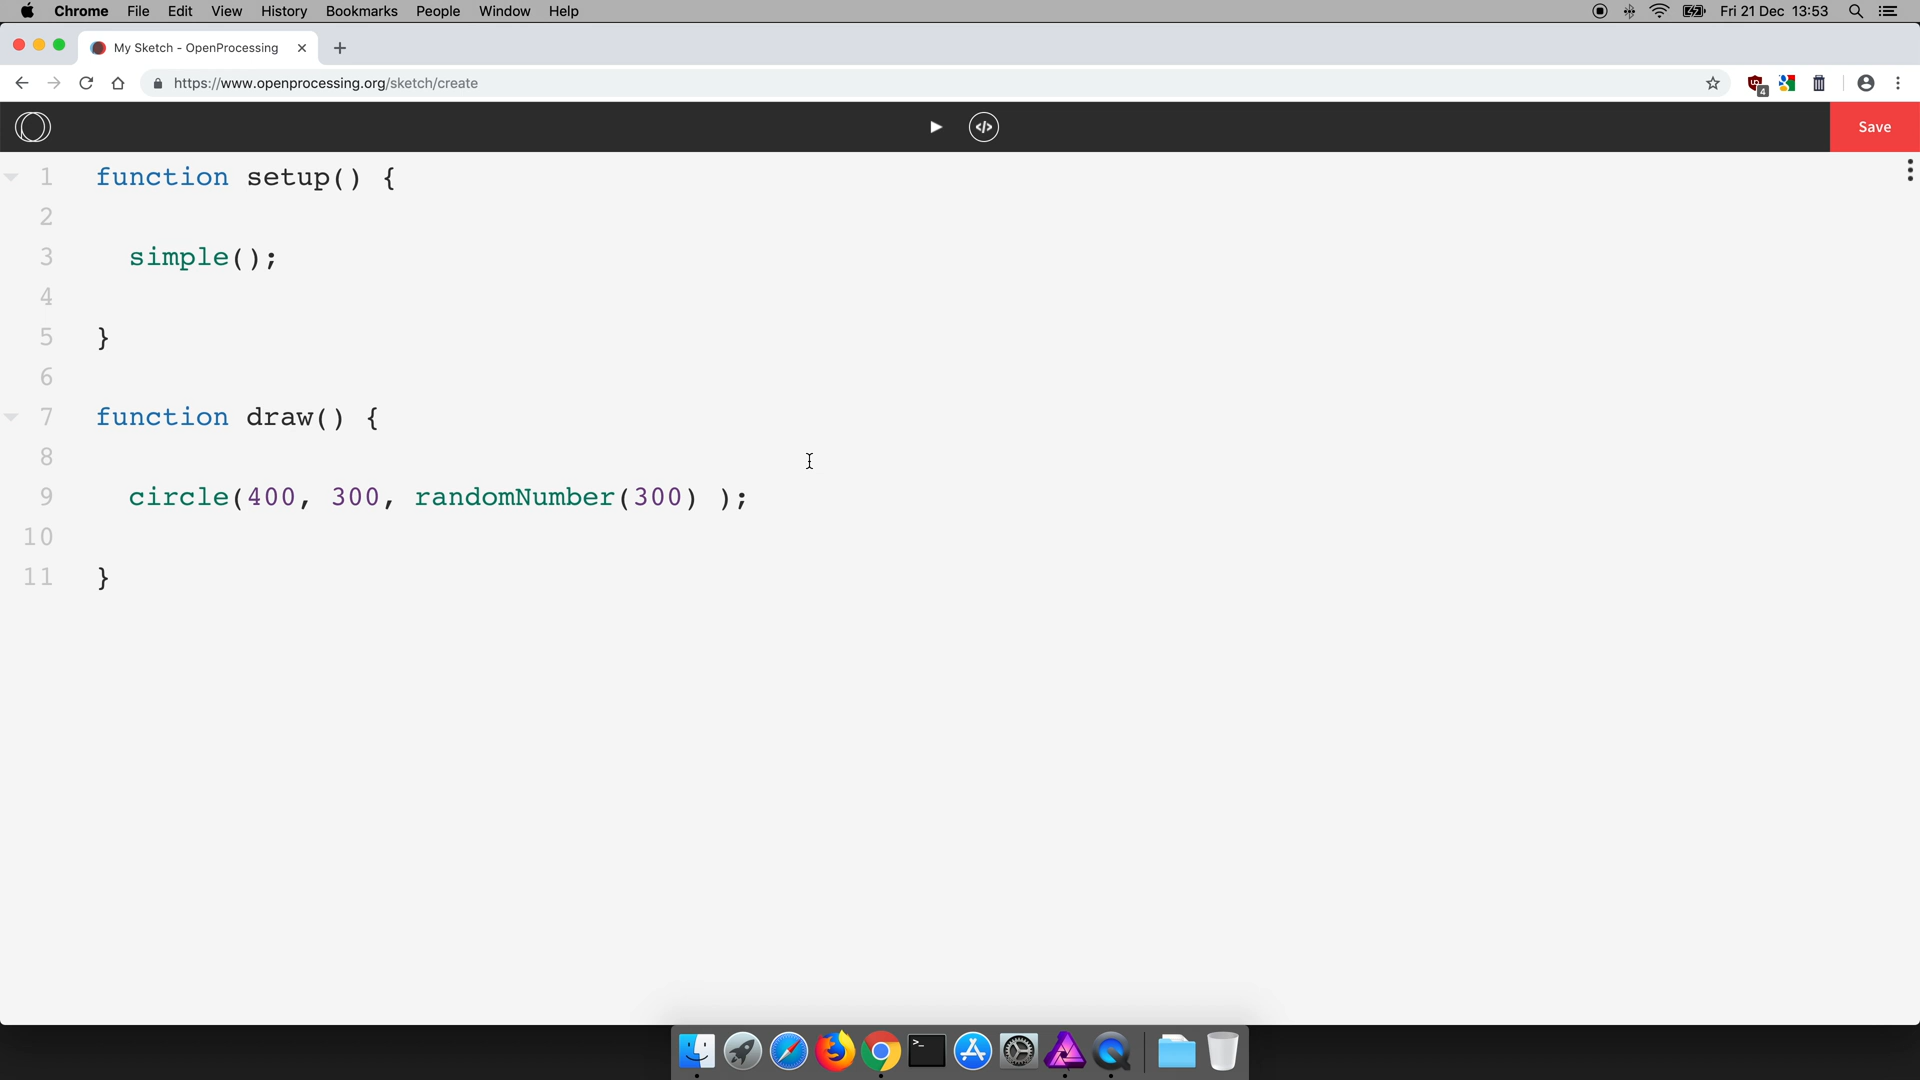 Chrome File Edit View History Bookmarks People Window Help Fri 21 Dec 13:53
My Sketch - OpenProcessing
https://www.openprocessing.org/sketch/create
4
</> Save
1 function setup() {
2
3 simple();
4
5 }
6
7 function draw() {
8
9 circle(400, 300, randomNumber(300) );
10
11 }
>_